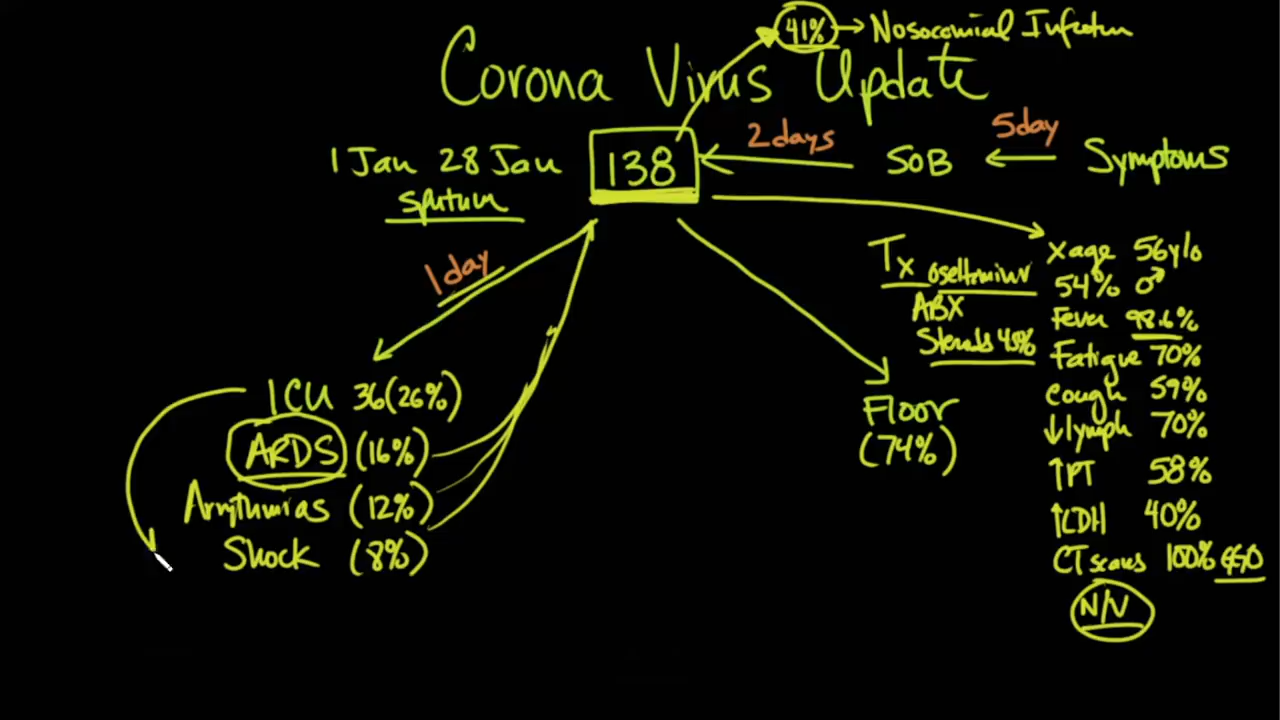 41% → Nosocomial Infection
Corona Virus Update
1 Jan 28 Jan
sputum
138
2 days
SOB
5 day
Symptoms
1 day
ICU 36 (26%)
ARDS (16%)
Arrythmias (12%)
Shock (8%)
Floor
(74%)
Tx Oseltamivir
ABX
Steroids 45%
x age 56 y/o
54% ♂
Fever 98.6%
Fatigue 70%
cough 59%
↓ lymph 70%
↑ PT 58%
↑ LDH 40%
CT scans 100%
N/V